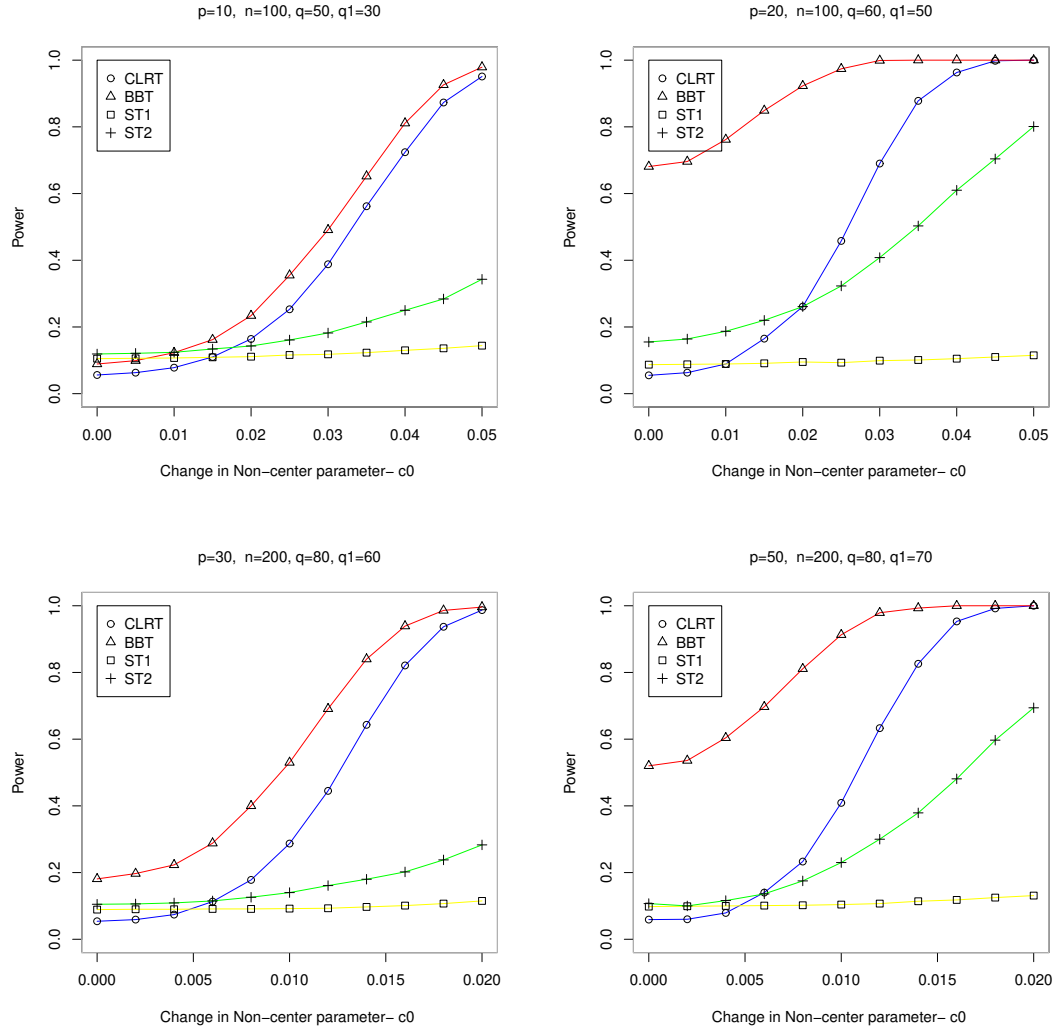 p=10, n=100, q=50, q1=30
CLRT
BBT
ST1
ST2
Power
0.0 0.2 0.4 0.6 0.8 1.0
0.00 0.01 0.02 0.03 0.04 0.05
Change in Non−center parameter− c0
p=20, n=100, q=60, q1=50
CLRT
BBT
ST1
ST2
Power
0.0 0.2 0.4 0.6 0.8 1.0
0.00 0.01 0.02 0.03 0.04 0.05
Change in Non−center parameter− c0
p=30, n=200, q=80, q1=60
CLRT
BBT
ST1
ST2
Power
0.0 0.2 0.4 0.6 0.8 1.0
0.000 0.005 0.010 0.015 0.020
Change in Non−center parameter− c0
p=50, n=200, q=80, q1=70
CLRT
BBT
ST1
ST2
Power
0.0 0.2 0.4 0.6 0.8 1.0
0.000 0.005 0.010 0.015 0.020
Change in Non−center parameter− c0